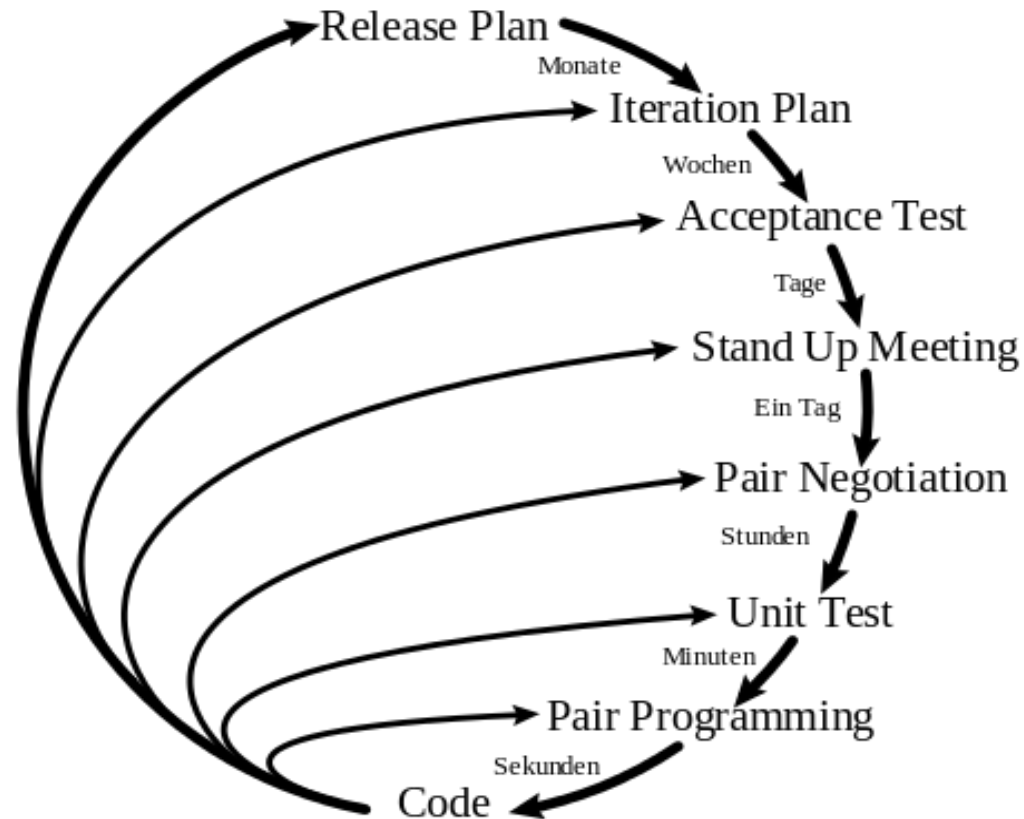 Release Plan
Monate
Iteration Plan
Wochen
Acceptance Test
Tage
Stand Up Meeting
Ein Tag
Pair Negotiation
Stunden
Unit Test
Minuten
Pair Programming
Sekunden
Code